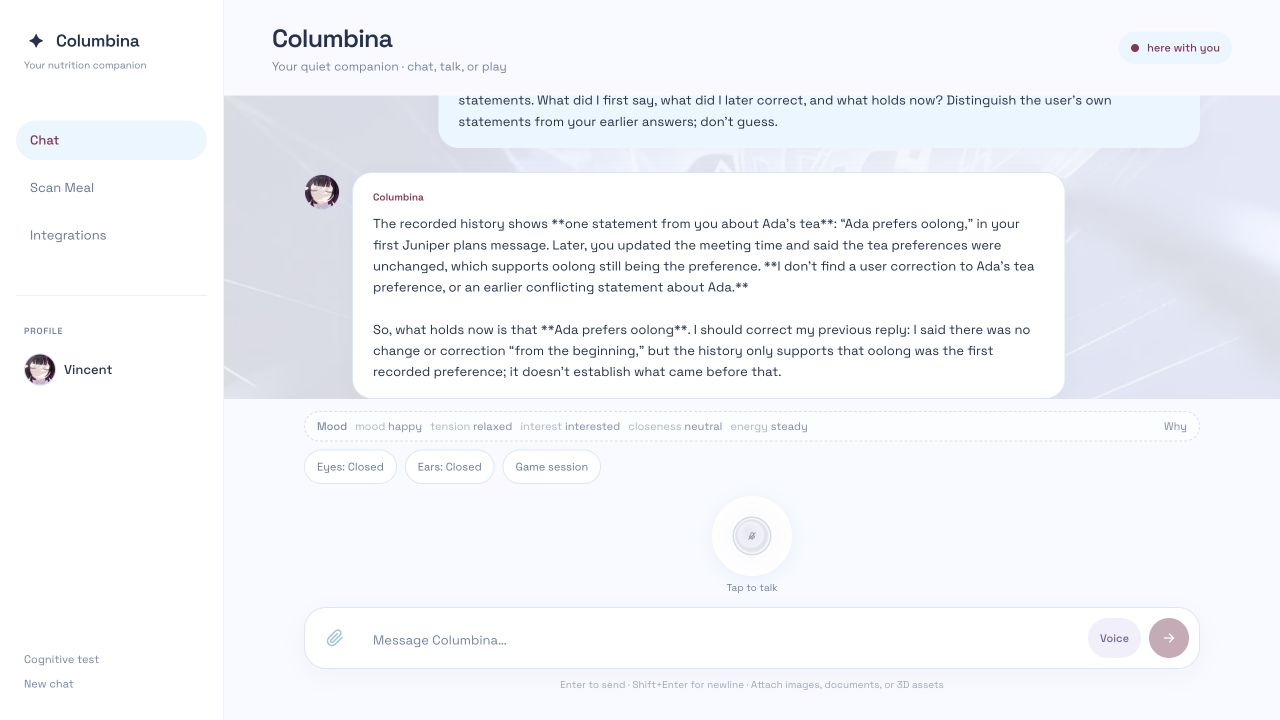 Columbina
Your nutrition companion
Chat
Scan Meal
Integrations
PROFILE
Vincent
Cognitive test
New chat
Columbina
Your quiet companion · chat, talk, or play
here with you
statements. What did I first say, what did I later correct, and what holds now? Distinguish the user's own
statements from your earlier answers; don't guess.
Columbina
The recorded history shows **one statement from you about Ada's tea**: “Ada prefers oolong,” in your
first Juniper plans message. Later, you updated the meeting time and said the tea preferences were
unchanged, which supports oolong still being the preference. **I don't find a user correction to Ada's tea
preference, or an earlier conflicting statement about Ada.**
So, what holds now is that **Ada prefers oolong**. I should correct my previous reply: I said there was no
change or correction “from the beginning,” but the history only supports that oolong was the first
recorded preference; it doesn't establish what came before that.
Mood mood happy tension relaxed interest interested closeness neutral energy steady Why
Eyes: Closed Ears: Closed Game session
Tap to talk
Message Columbina...
Voice
Enter to send · Shift+Enter for newline · Attach images, documents, or 3D assets